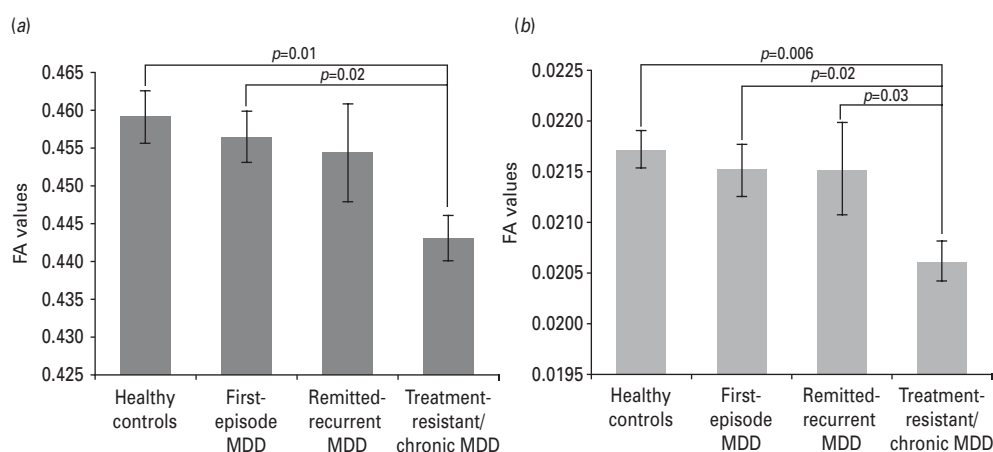 (a)
p=0.01
p=0.02
0.465
0.460
0.455
0.450
0.445
0.440
0.430
0.430
0.425
FA values
Healthy
controls
First-
episode
MDD
Remitted-
recurrent
MDD
Treatment-
resistant/
chronic MDD
(b)
p=0.006
p=0.02
p=0.03
0.0225
0.0220
0.0215
0.0210
0.0205
0.0200
0.0195
FA values
Healthy
controls
First-
episode
MDD
Remitted-
recurrent MDD
MDD
Treatment-
resistant/
chronic MDD